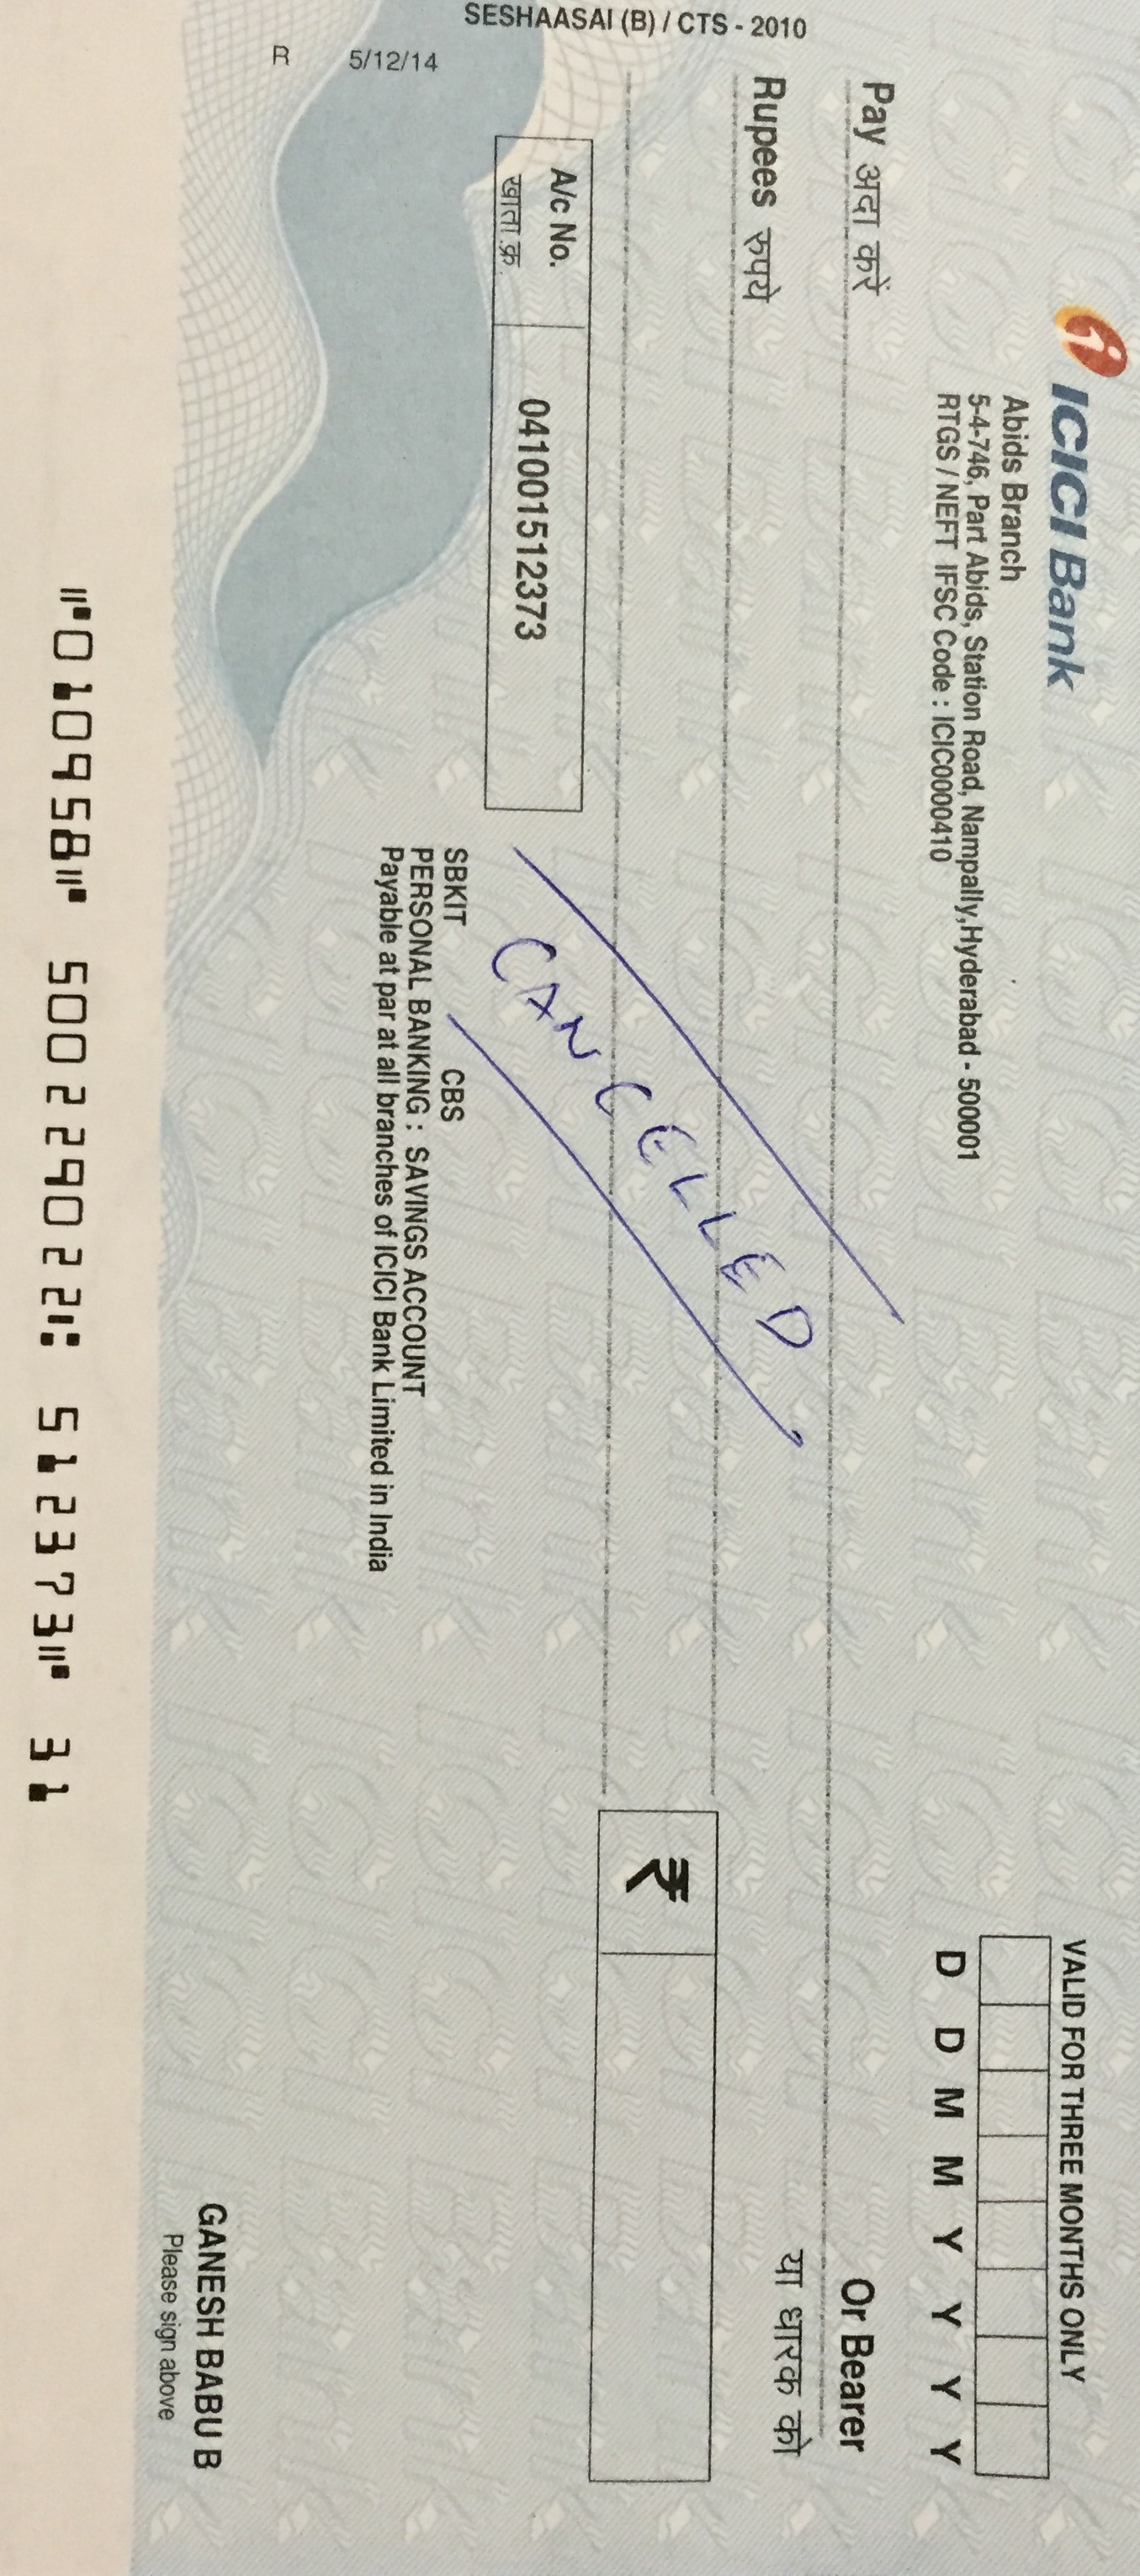 ICICI Bank
Abids Branch
5-4-746, Part Abids, Station Road, Nampally,Hyderabad - 500001
RTGS / NEFT IFSC Code : ICIC0000410
VALID FOR THREE MONTHS ONLY
D D M M Y Y Y Y
Pay अदा करें
Or Bearer
या धारक को
Rupees रुपये
₹
A/c No.
खाता क्र.
041001512373
CANCELLED
SBKIT CBS
PERSONAL BANKING : SAVINGS ACCOUNT
Payable at par at all branches of ICICI Bank Limited in India
SESHAASAI (B) / CTS - 2010
R 5/12/14
GANESH BABU B
Please sign above
⑈010958⑈ 500229022⑆ 512373⑈ 31